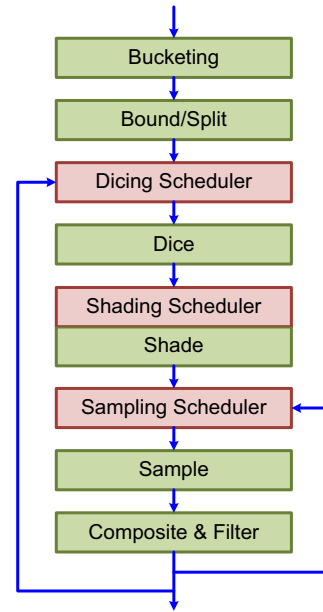 Bucketing
Bound/Split
Dicing Scheduler
Dice
Shading Scheduler
Shade
Sampling Scheduler
Sample
Composite & Filter